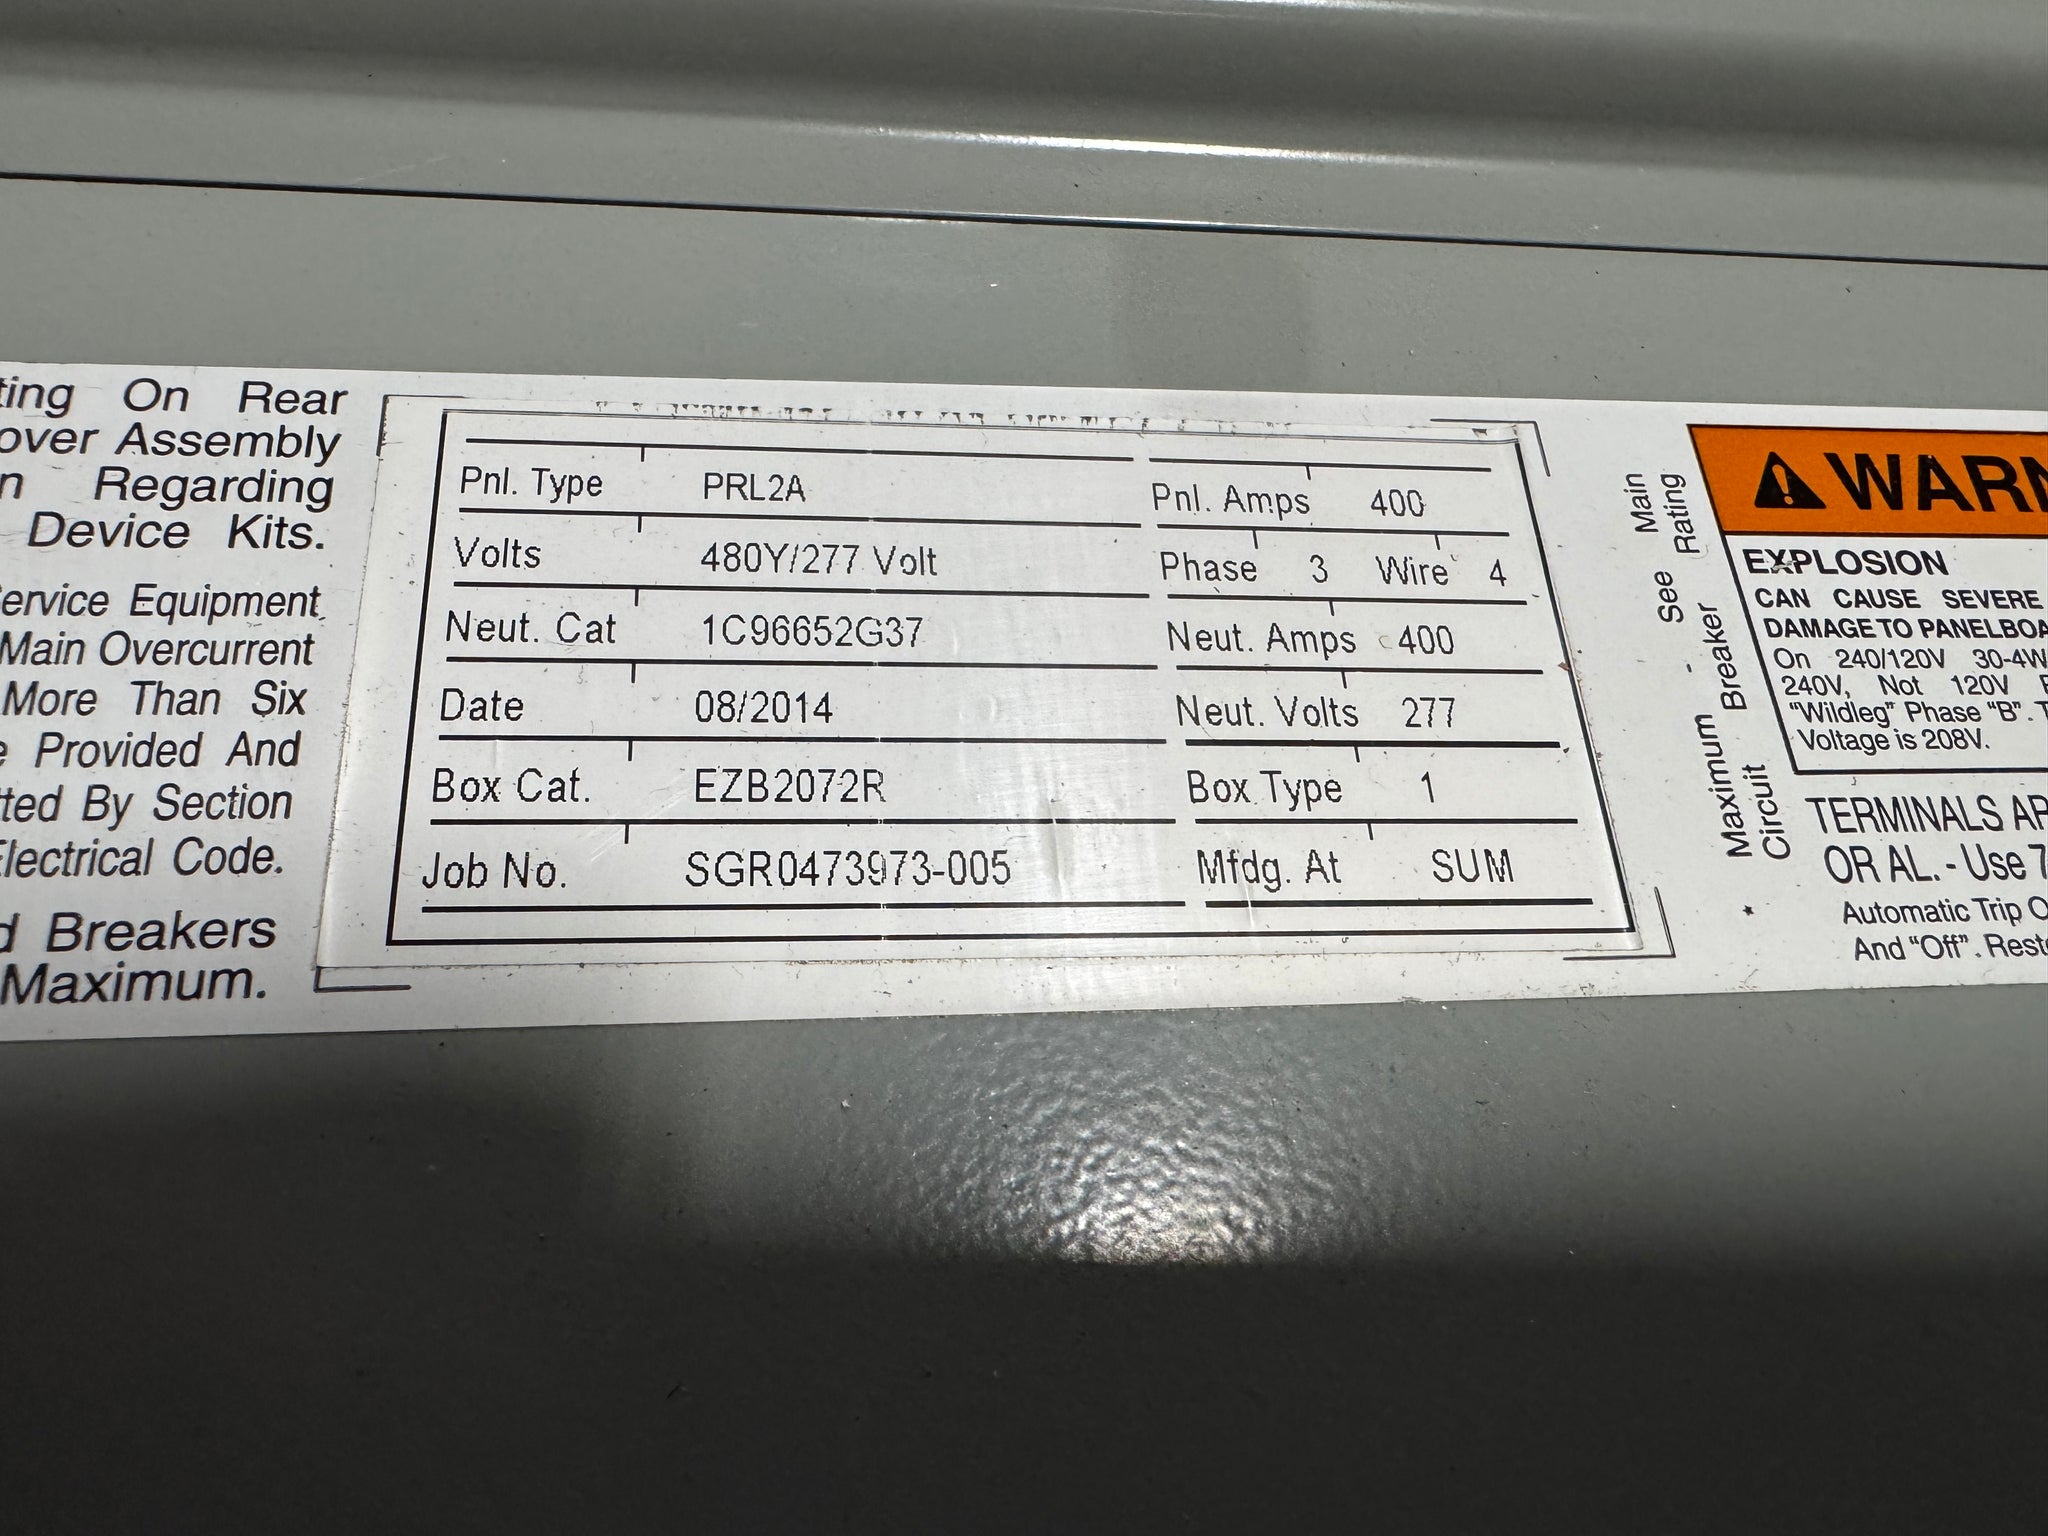 ting On Rear
over Assembly
n Regarding
Device Kits.
Service Equipment
Main Overcurrent
More Than Six
e Provided And
tted By Section
Electrical Code.
d Breakers
Maximum.
Pnl. Type PRL2A Pnl. Amps 400
Volts 480Y/277 Volt Phase 3 Wire 4
Neut. Cat 1C96652G37 Neut. Amps 400
Date 08/2014 Neut. Volts 277
Box Cat. EZB2072R Box Type 1
Job No. SGR0473973-005 Mfdg. At SUM
Maximum Breaker - See Main
Circuit Rating
WARN
EXPLOSION
CAN CAUSE SEVERE
DAMAGE TO PANELBOA
On 240/120V 30-4W
240V, Not 120V
"Wildleg" Phase "B". T
Voltage is 208V.
TERMINALS AR
OR AL. - Use 7
* Automatic Trip O
And "Off". Rest